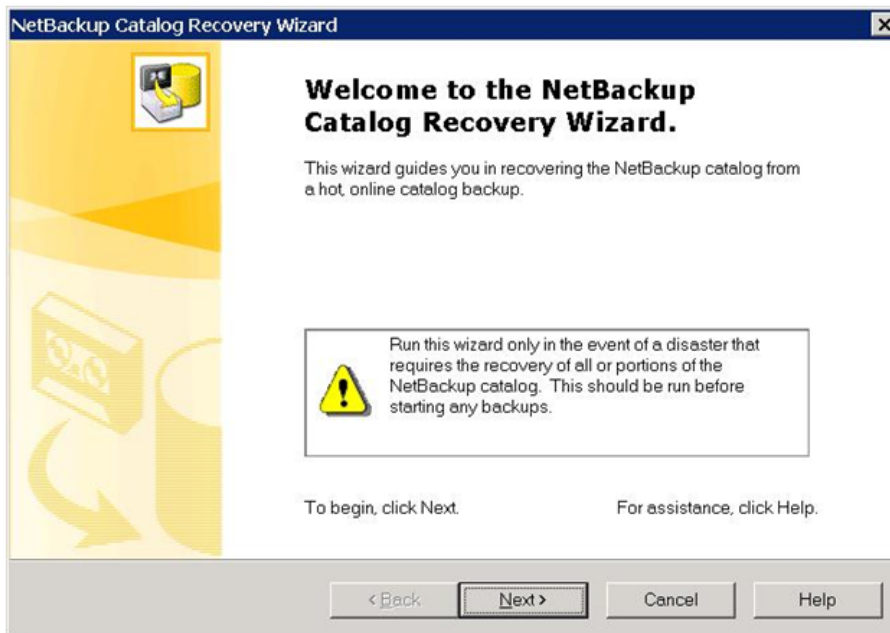 NetBackup Catalog Recovery Wizard
Welcome to the NetBackup
Catalog Recovery Wizard.
This wizard guides you in recovering the NetBackup catalog from
a hot, online catalog backup.
Run this wizard only in the event of a disaster that
requires the recovery of all or portions of the
NetBackup catalog. This should be run before
starting any backups.
To begin, click Next. For assistance, click Help.
< Back Next > Cancel Help